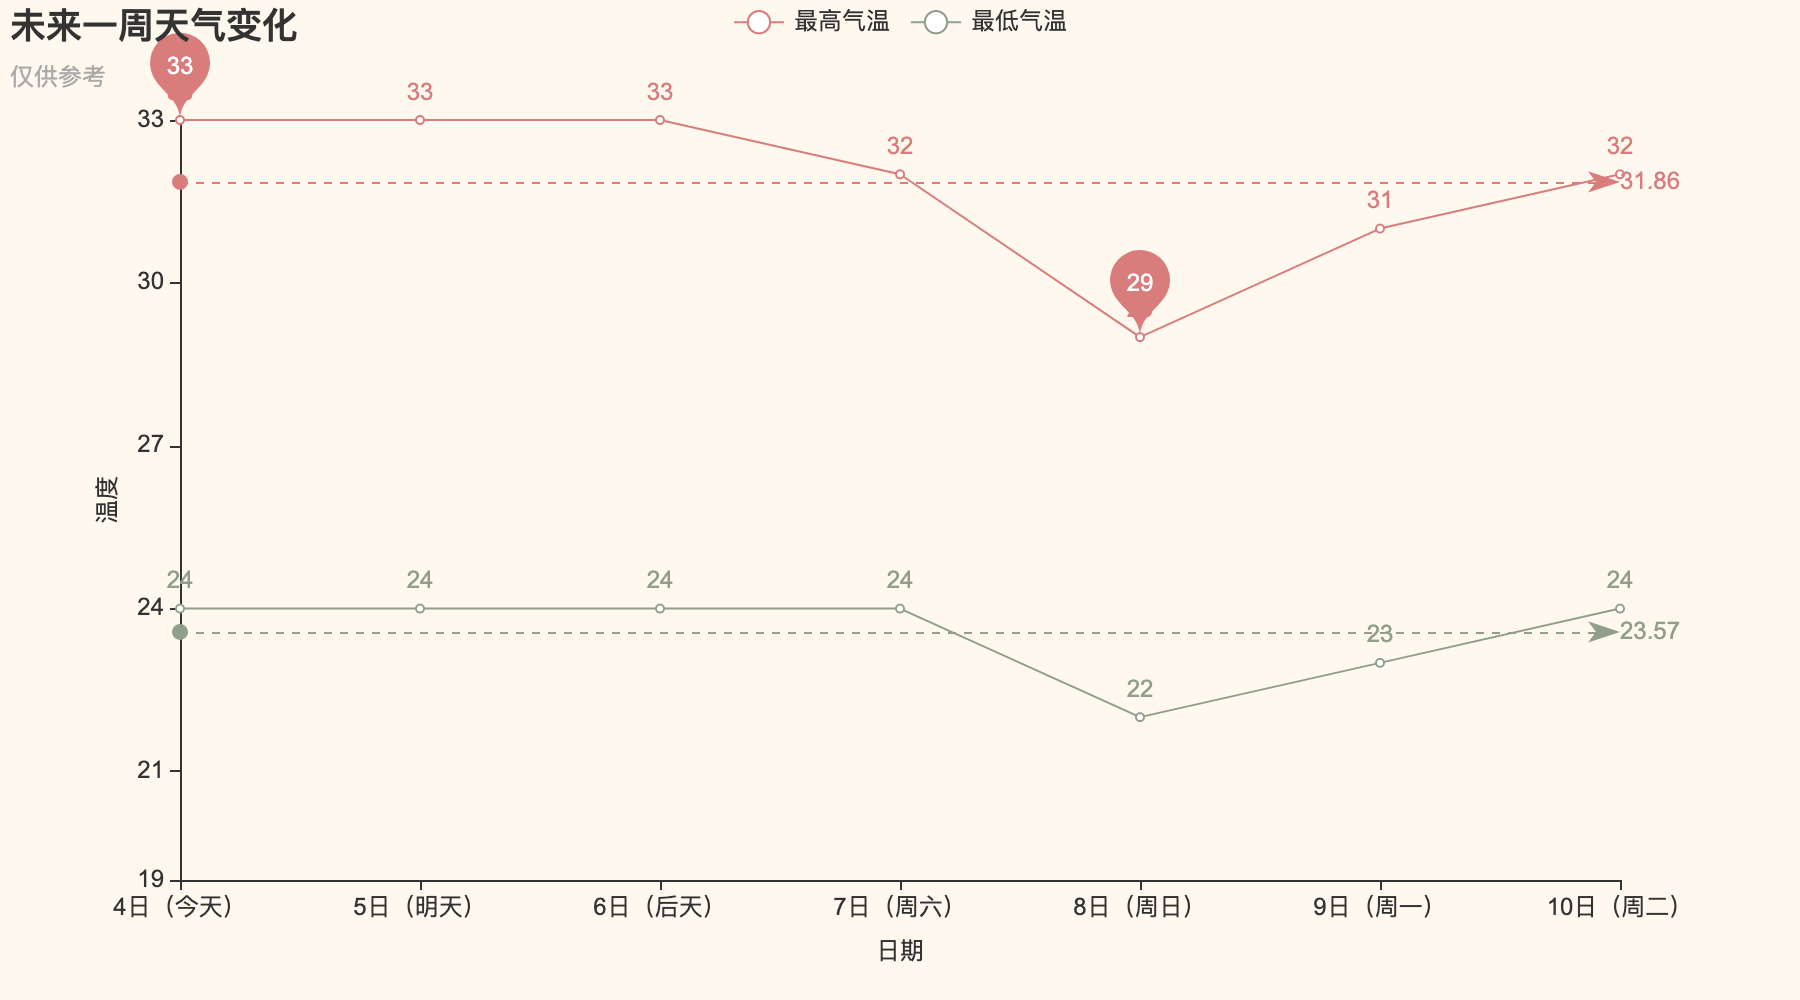 未来一周天气变化
仅供参考
最高气温
最低气温
33
33
33
32
29
31
32
31.86
24
24
24
24
22
23
24
23.57
33
30
27
24
21
19
温度
4日（今天）
5日（明天）
6日（后天）
7日（周六）
8日（周日）
9日（周一）
10日（周二）
日期